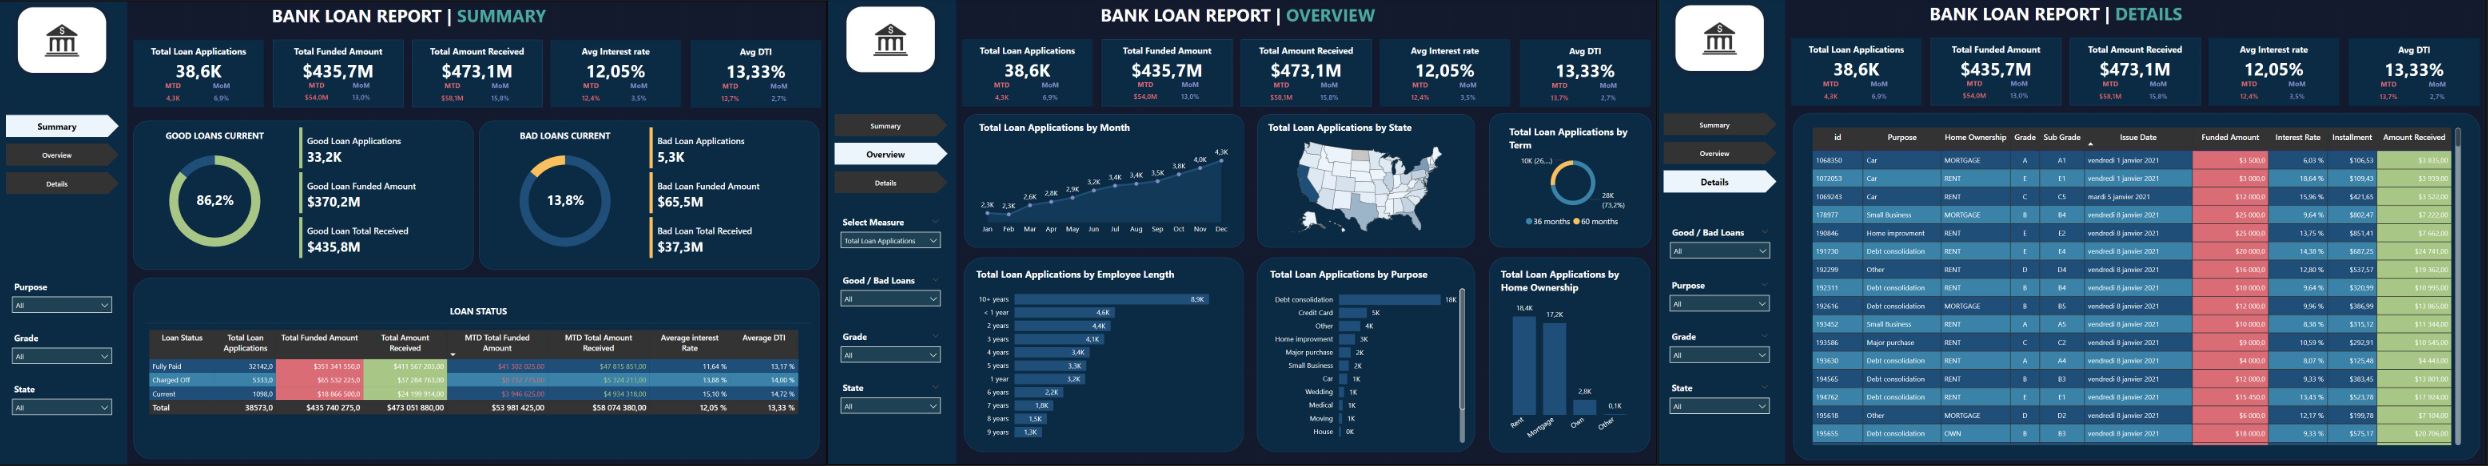 BANK LOAN REPORT | SUMMARY
Total Loan Applications
38,6K
MTD MoM
4,3K 6,9%
Total Funded Amount
$435,7M
MTD MoM
$54,0M 13,0%
Total Amount Received
$473,1M
MTD MoM
$58,1M 15,8%
Avg Interest rate
12,05%
MTD MoM
12,4% 3,5%
Avg DTI
13,33%
MTD MoM
13,7% 2,7%
Summary
Overview
Details
Purpose
All
Grade
All
State
All
GOOD LOANS CURRENT
86,2%
Good Loan Applications
33,2K
Good Loan Funded Amount
$370,2M
Good Loan Total Received
$435,8M
BAD LOANS CURRENT
13,8%
Bad Loan Applications
5,3K
Bad Loan Funded Amount
$65,5M
Bad Loan Total Received
$37,3M
LOAN STATUS
Loan Status Total Loan Applications Total Funded Amount Total Amount Received MTD Total Funded Amount MTD Total Amount Received Average interest Rate Average DTI
Fully Paid 32142,0 $351 341 550,0 $411 567 203,00 $41 302 025,00 $47 815 851,00 11,64 % 13,17 %
Charged Off 5333,0 $65 532 225,0 $37 284 763,00 $8 732 775,00 $5 324 211,00 13,88 % 14,00 %
Current 1098,0 $18 866 500,0 $24 199 914,00 $3 946 625,00 $4 934 318,00 15,10 % 14,72 %
Total 38573,0 $435 740 275,0 $473 051 880,00 $53 981 425,00 $58 074 380,00 12,05 % 13,33 %
BANK LOAN REPORT | OVERVIEW
Total Loan Applications
38,6K
MTD MoM
4,3K 6,9%
Total Funded Amount
$435,7M
MTD MoM
$54,0M 13,0%
Total Amount Received
$473,1M
MTD MoM
$58,1M 15,8%
Avg Interest rate
12,05%
MTD MoM
12,4% 3,5%
Avg DTI
13,33%
MTD MoM
13,7% 2,7%
Summary
Overview
Details
Select Measure
Total Loan Applications
Good / Bad Loans
All
Grade
All
State
All
Total Loan Applications by Month
2,3K 2,3K 2,6K 2,8K 2,9K 3,2K 3,4K 3,4K 3,5K 3,8K 4,0K 4,3K
Jan Feb Mar Apr May Jun Jul Aug Sep Oct Nov Dec
Total Loan Applications by State
Total Loan Applications by
Term
10K (26,...)
28K
(73,2%)
36 months 60 months
Total Loan Applications by Employee Length
10+ years 8,9K
< 1 year 4,6K
2 years 4,4K
3 years 4,1K
4 years 3,4K
5 years 3,3K
1 year 3,2K
6 years 2,2K
7 years 1,8K
8 years 1,5K
9 years 1,3K
Total Loan Applications by Purpose
Debt consolidation 18K
Credit Card 5K
Other 4K
Home improvment 3K
Major purchase 2K
Small Business 2K
Car 1K
Wedding 1K
Medical 1K
Moving 1K
House 0K
Total Loan Applications by
Home Ownership
18,4K 17,2K 2,8K 0,1K
Rent Mortgage Own Other
BANK LOAN REPORT | DETAILS
Total Loan Applications
38,6K
MTD MoM
4,3K 6,9%
Total Funded Amount
$435,7M
MTD MoM
$54,0M 13,0%
Total Amount Received
$473,1M
MTD MoM
$58,1M 15,8%
Avg Interest rate
12,05%
MTD MoM
12,4% 3,5%
Avg DTI
13,33%
MTD MoM
13,7% 2,7%
Summary
Overview
Details
Good / Bad Loans
All
Purpose
All
Grade
All
State
All
id Purpose Home Ownership Grade Sub Grade Issue Date Funded Amount Interest Rate Installment Amount Received
1068350 Car MORTGAGE A A1 vendredi 1 janvier 2021 $3 500,0 6,03 % $106,53 $3 835,00
1072053 Car RENT E E1 vendredi 1 janvier 2021 $3 000,0 18,64 % $109,43 $3 939,00
1069243 Car RENT C C5 mardi 5 janvier 2021 $12 000,0 15,96 % $421,65 $3 522,00
178977 Small Business MORTGAGE B B4 vendredi 8 janvier 2021 $25 000,0 9,64 % $802,47 $7 222,00
190846 Home improvment RENT E E2 vendredi 8 janvier 2021 $25 000,0 13,75 % $851,41 $7 662,00
191730 Debt consolidation RENT E E4 vendredi 8 janvier 2021 $20 000,0 14,38 % $687,25 $24 741,00
192299 Other RENT D D4 vendredi 8 janvier 2021 $16 000,0 12,80 % $537,57 $19 362,00
192311 Debt consolidation RENT B B4 vendredi 8 janvier 2021 $10 000,0 9,64 % $320,99 $10 995,00
192616 Debt consolidation MORTGAGE B B5 vendredi 8 janvier 2021 $12 000,0 9,96 % $386,99 $13 865,00
193452 Small Business RENT A A5 vendredi 8 janvier 2021 $10 000,0 8,38 % $315,12 $11 344,00
193586 Major purchase RENT C C2 vendredi 8 janvier 2021 $9 000,0 10,59 % $292,91 $10 545,00
193630 Debt consolidation RENT A A4 vendredi 8 janvier 2021 $4 000,0 8,07 % $125,48 $4 443,00
194565 Debt consolidation RENT B B3 vendredi 8 janvier 2021 $12 000,0 9,33 % $383,45 $13 801,00
194762 Debt consolidation RENT E E1 vendredi 8 janvier 2021 $15 450,0 13,43 % $523,78 $17 924,00
195618 Other MORTGAGE D D2 vendredi 8 janvier 2021 $6 000,0 12,17 % $199,78 $7 104,00
195655 Debt consolidation OWN B B3 vendredi 8 janvier 2021 $18 000,0 9,33 % $575,17 $20 706,00